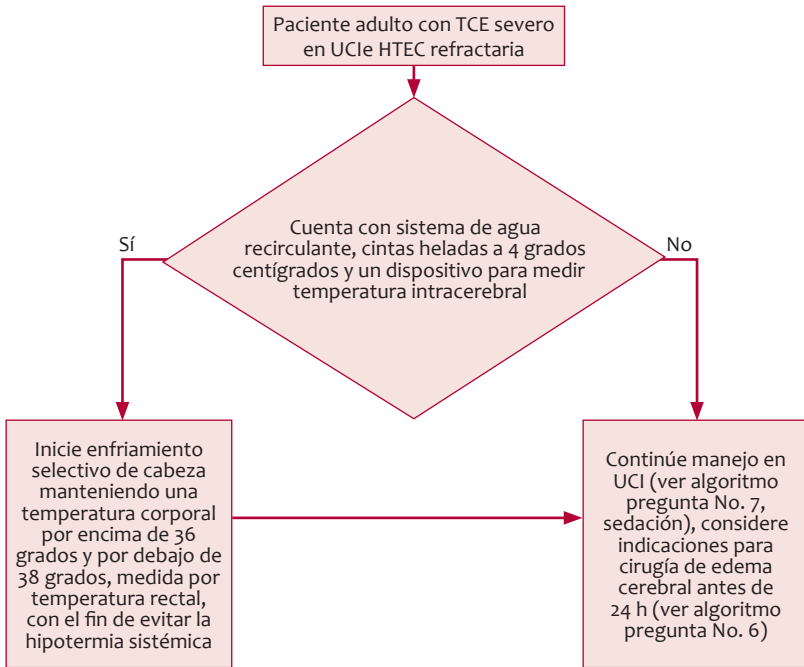 Paciente adulto con TCE severo
en UCIe HTEC refractaria
Cuenta con sistema de agua
recirculante, cintas heladas a 4 grados
centígrados y un dispositivo para medir
temperatura intracerebral
Sí
No
Inicie enfriamiento
selectivo de cabeza
manteniendo una
temperatura corporal
por encima de 36
grados y por debajo de
38 grados, medida por
temperatura rectal,
con el fin de evitar la
hipotermia sistémica
Continúe manejo en
UCI (ver algoritmo
pregunta No. 7,
sedación), considere
indicaciones para
cirugía de edema
cerebral antes de
24 h (ver algoritmo
pregunta No. 6)